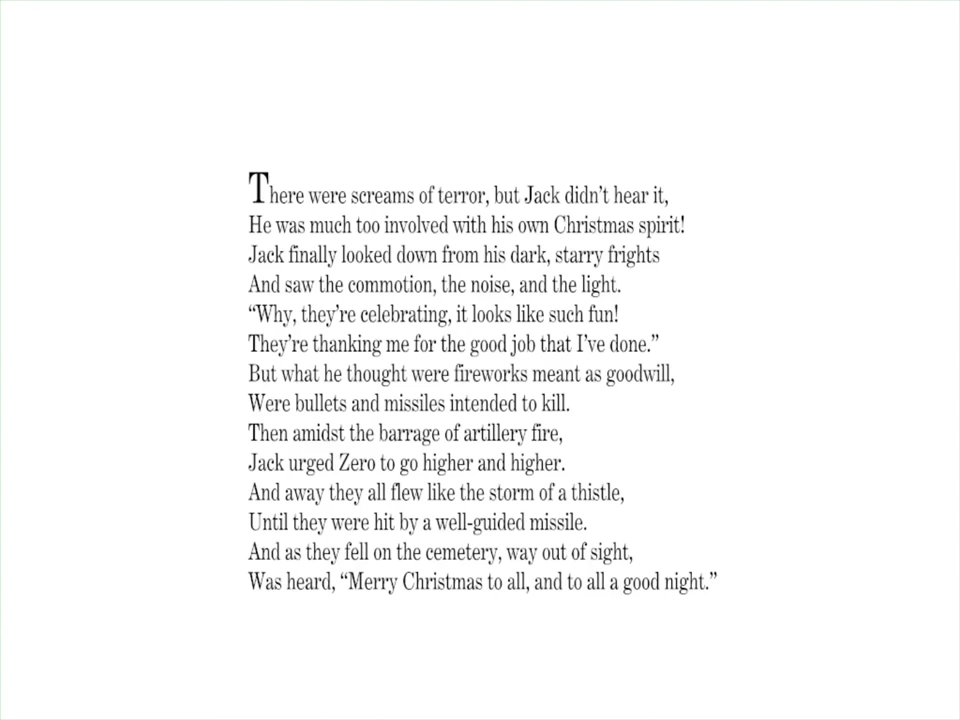 There were screams of terror, but Jack didn’t hear it,
He was much too involved with his own Christmas spirit!
Jack finally looked down from his dark, starry frights
And saw the commotion, the noise, and the light.
“Why, they’re celebrating, it looks like such fun!
They’re thanking me for the good job that I’ve done.”
But what he thought were fireworks meant as goodwill,
Were bullets and missiles intended to kill.
Then amidst the barrage of artillery fire,
Jack urged Zero to go higher and higher.
And away they all flew like the storm of a thistle,
Until they were hit by a well-guided missile.
And as they fell on the cemetery, way out of sight,
Was heard, “Merry Christmas to all, and to all a good night.”